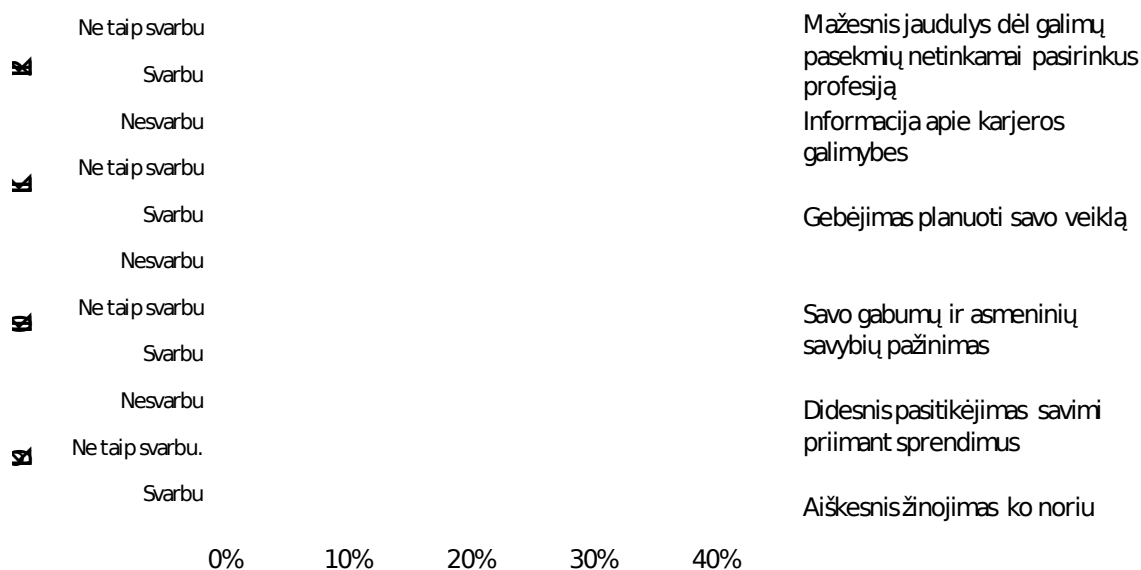 Ne taip svarbu
Svarbu
Nesvarbu
Ne taip svarbu
Svarbu
Nesvarbu
Ne taip svarbu
Svarbu
Nesvarbu
Ne taip svarbu.
Svarbu
0% 10% 20% 30% 40%
Mažesnis jaudulys dėl galimų
pasekmių netinkamai pasirinkus
profesiją
Informacija apie karjeros
galimybes
Gebėjimas planuoti savo veiklą
Savo gabumų ir asmeninių
savybių pažinimas
Didesnis pasitikėjimas savimi
priimant sprendimus
Aiškesnis žinojimas ko noriu